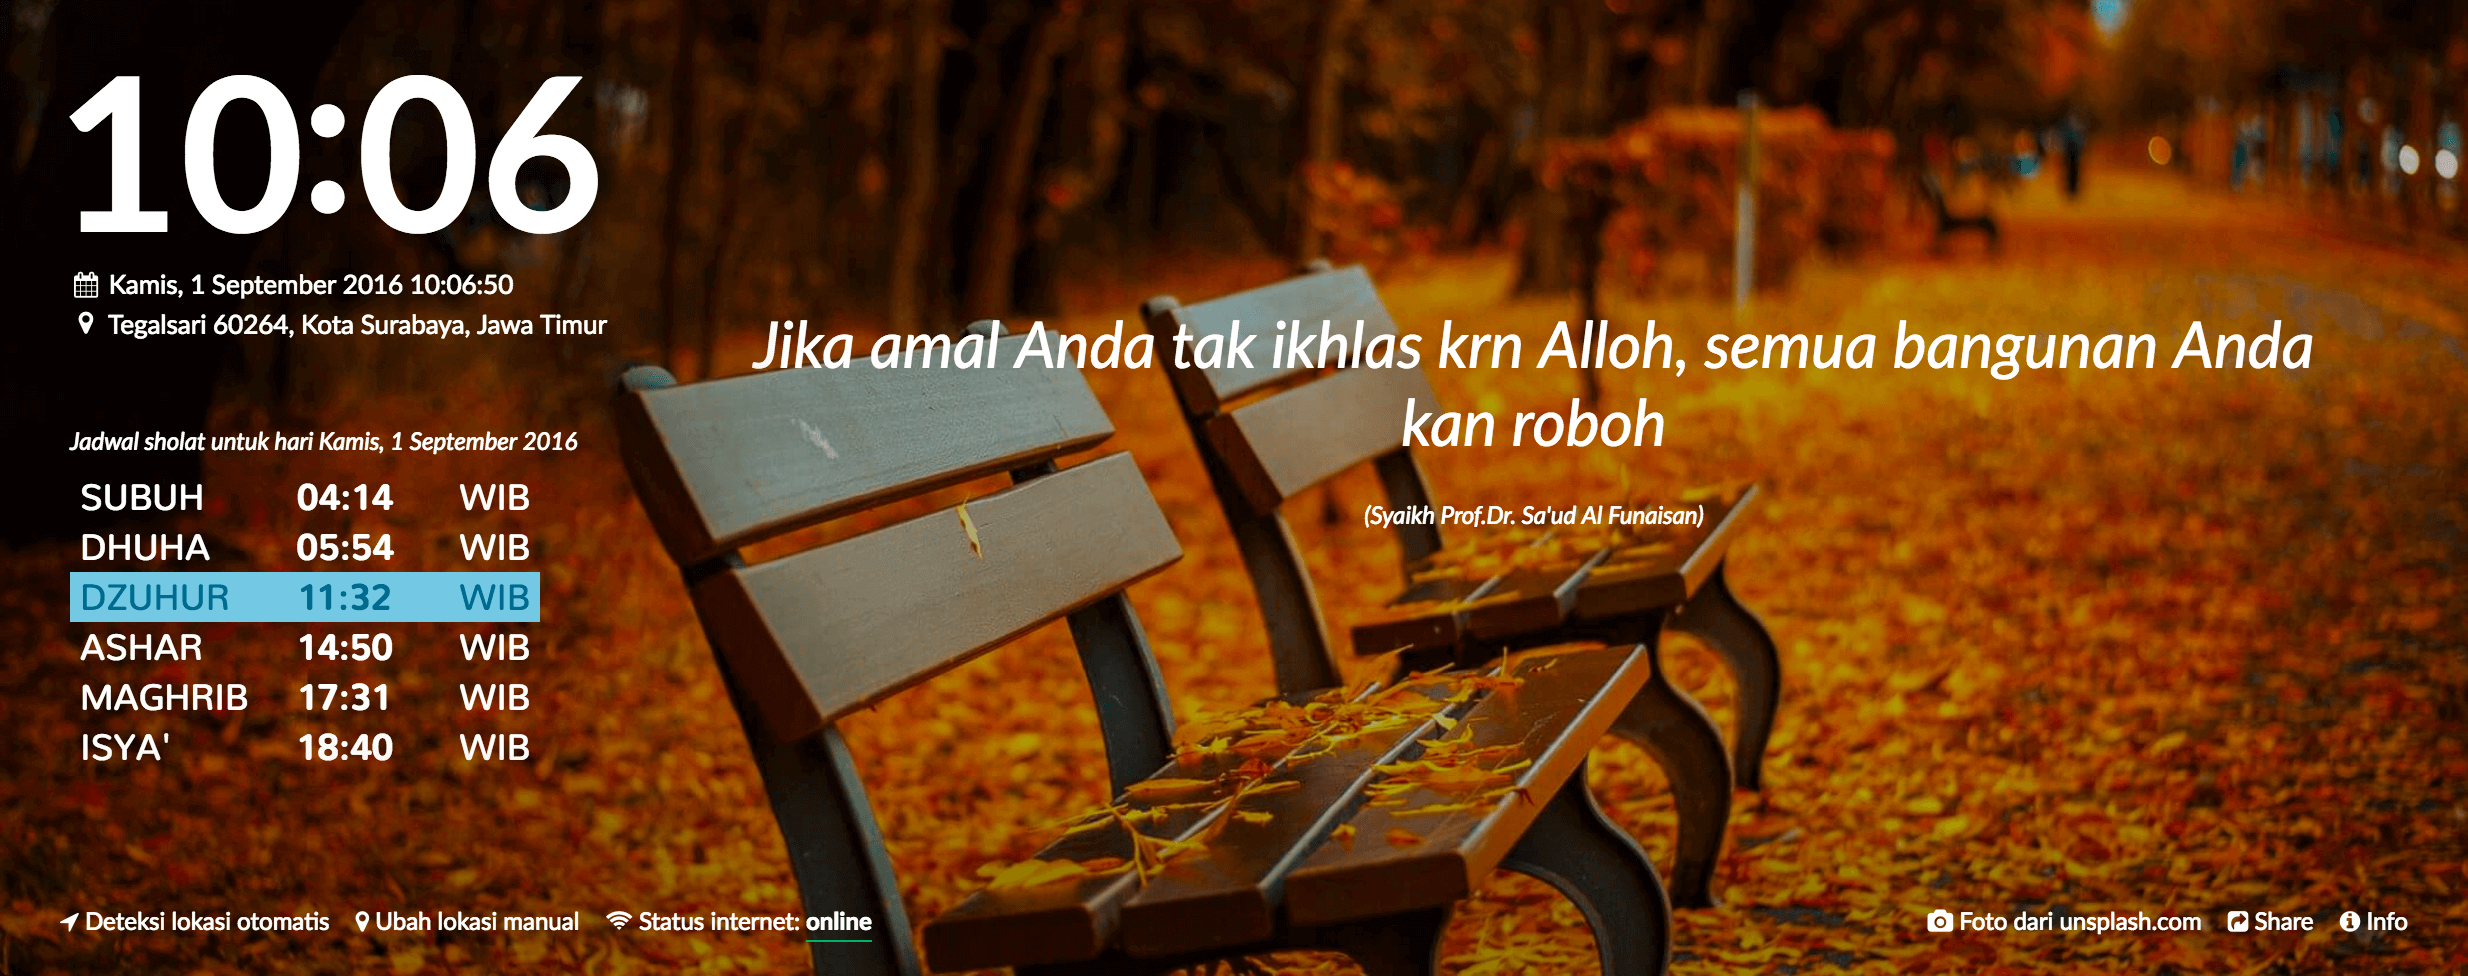 10:06
Kamis, 1 September 2016 10:06:50
Tegalsari 60264, Kota Surabaya, Jawa Timur
Jika amal Anda tak ikhlas krn Alloh, semua bangunan Anda
kan roboh
(Syaikh Prof.Dr. Sa'ud Al Funaisan)
Jadwal sholat untuk hari Kamis, 1 September 2016
SUBUH 04:14 WIB
DHUHA 05:54 WIB
DZUHUR 11:32 WIB
ASHAR 14:50 WIB
MAGHRIB 17:31 WIB
ISYA' 18:40 WIB
Deteksi lokasi otomatis Ubah lokasi manual Status internet: online
Foto dari unsplash.com Share Info